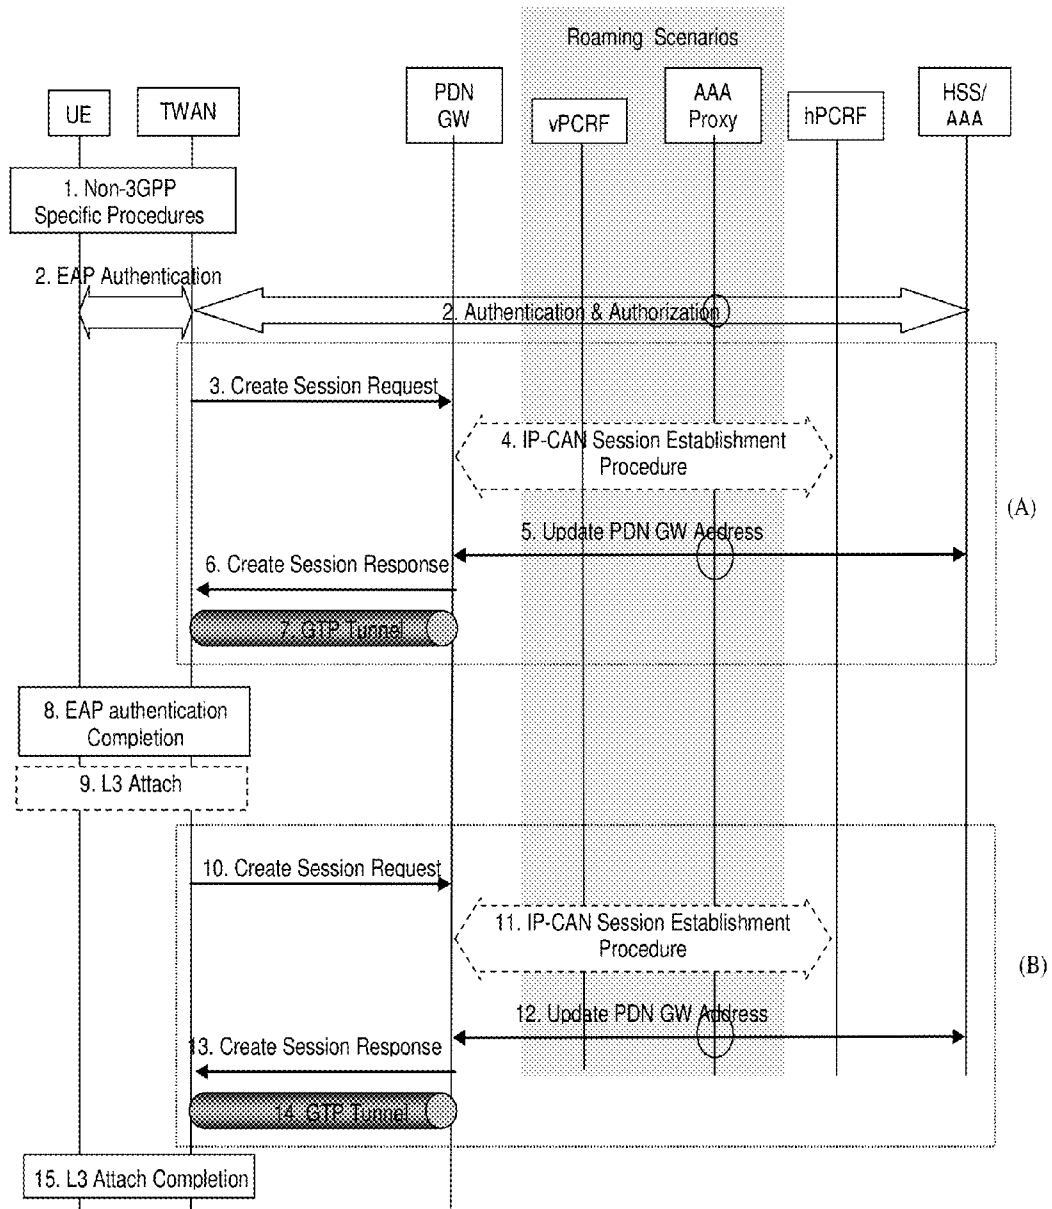 Roaming Scenarios
UE
TWAN
PDN
GW
vPCRF
AAA
Proxy
hPCRF
HSS/
AAA
1. Non-3GPP
Specific Procedures
2. EAP Authentication
2. Authentication & Authorization
3. Create Session Request
4. IP-CAN Session Establishment
Procedure
(A)
5. Update PDN GW Address
6. Create Session Response
7. GTP Tunnel
8. EAP authentication
Completion
9. L3 Attach
10. Create Session Request
11. IP-CAN Session Establishment
Procedure
(B)
12. Update PDN GW Address
13. Create Session Response
14. GTP Tunnel
15. L3 Attach Completion